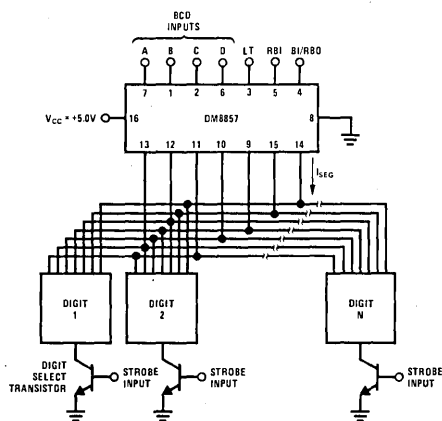 BCD
INPUTS
A B C D LT RBI BI/RBO
7 1 2 6 3 5 4
VCC = +5.0V 16 DM8857 8
13 12 11 10 9 15 14
ISEG
DIGIT
1
DIGIT
2
DIGIT
N
DIGIT
SELECT
TRANSISTOR
STROBE
INPUT
STROBE
INPUT
STROBE
INPUT